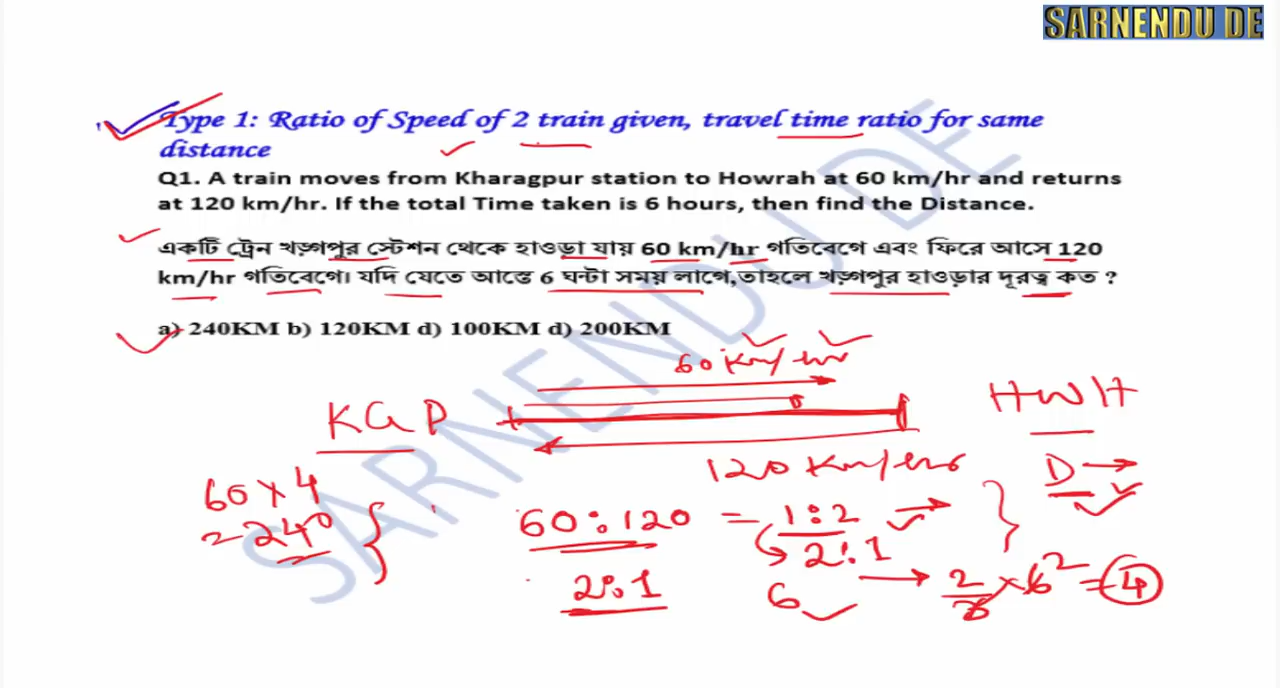 SARNENDU DE
Type 1: Ratio of Speed of 2 train given, travel time ratio for same
distance
Q1. A train moves from Kharagpur station to Howrah at 60 km/hr and returns
at 120 km/hr. If the total Time taken is 6 hours, then find the Distance.
একটি ট্রেন খড়্গপুর স্টেশন থেকে হাওড়া যায় 60 km/hr গতিবেগে এবং ফিরে আসে 120
km/hr গতিবেগে। যদি যেতে আস্তে 6 ঘন্টা সময় লাগে,তাহলে খড়্গপুর হাওড়ার দূরত্ব কত ?
a) 240KM b) 120KM d) 100KM d) 200KM
60 Km/hr
KGP HWH
120 Km/hr D
60 x 4
= 240
60 : 120 = 1 : 2
2 : 1
2 : 1
6 2/3 x 6 2 = 4
SARNENDU DE